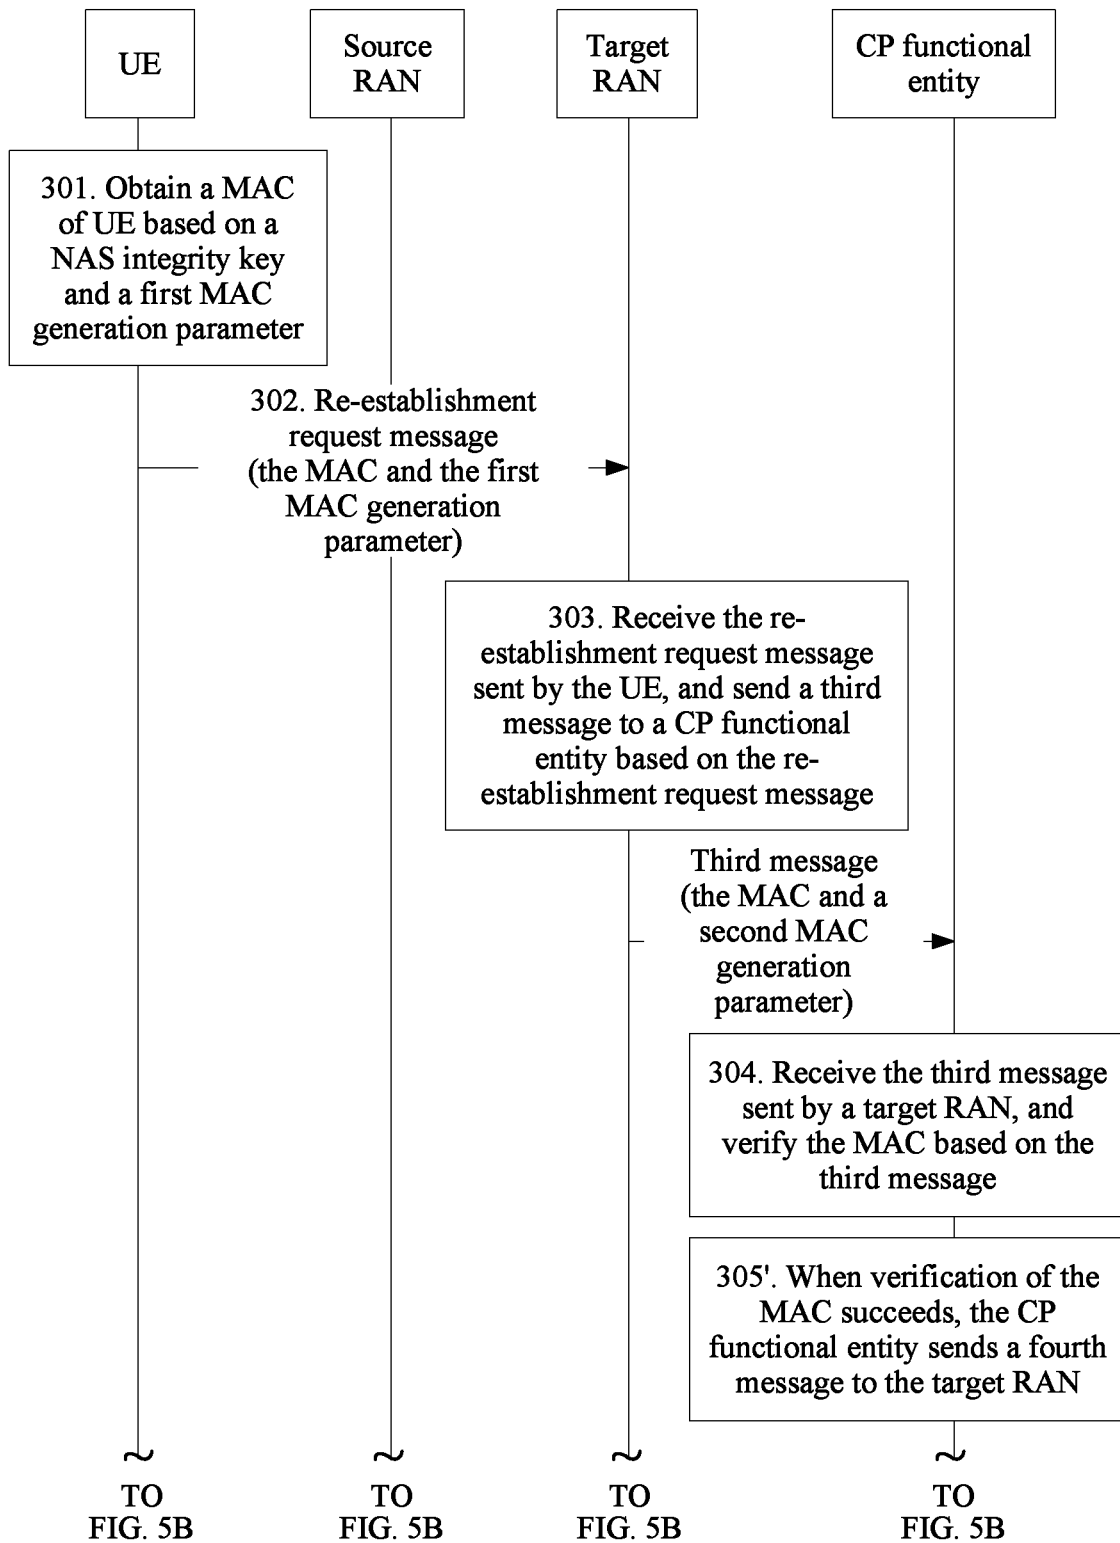 UE
Source
RAN
Target
RAN
CP functional
entity
301. Obtain a MAC
of UE based on a
NAS integrity key
and a first MAC
generation parameter
302. Re-establishment
request message
(the MAC and the first
MAC generation
parameter)
303. Receive the re-
establishment request message
sent by the UE, and send a third
message to a CP functional
entity based on the re-
establishment request message
Third message
(the MAC and a
second MAC
generation
parameter)
304. Receive the third message
sent by a target RAN, and
verify the MAC based on the
third message
305'. When verification of the
MAC succeeds, the CP
functional entity sends a fourth
message to the target RAN
TO
FIG. 5B
TO
FIG. 5B
TO
FIG. 5B
TO
FIG. 5B